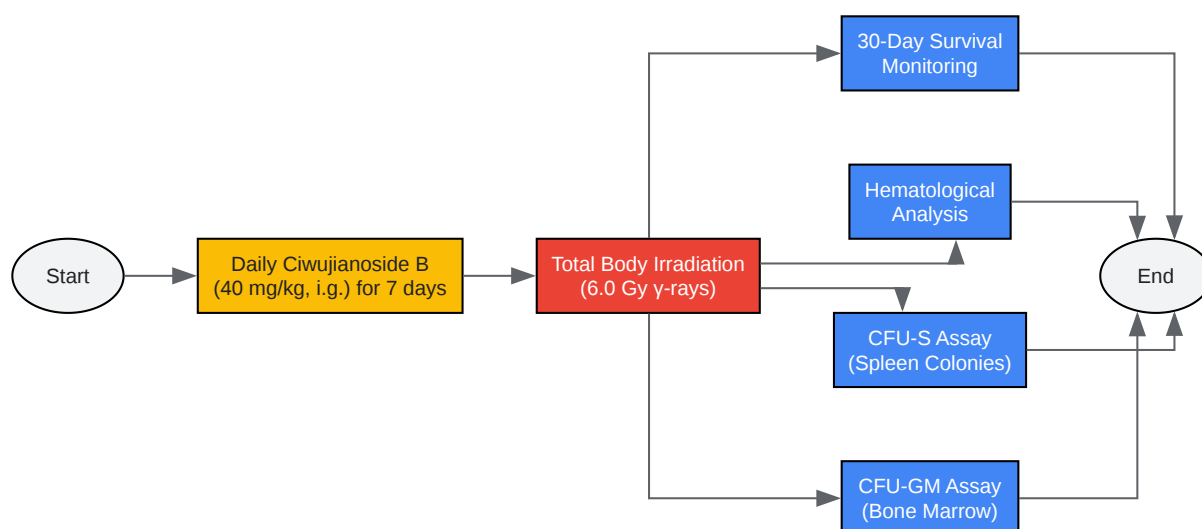 Start
Daily Ciwujianoside B
(40 mg/kg, i.g.) for 7 days
Total Body Irradiation
(6.0 Gy γ-rays)
30-Day Survival
Monitoring
Hematological
Analysis
CFU-S Assay
(Spleen Colonies)
CFU-GM Assay
(Bone Marrow)
End